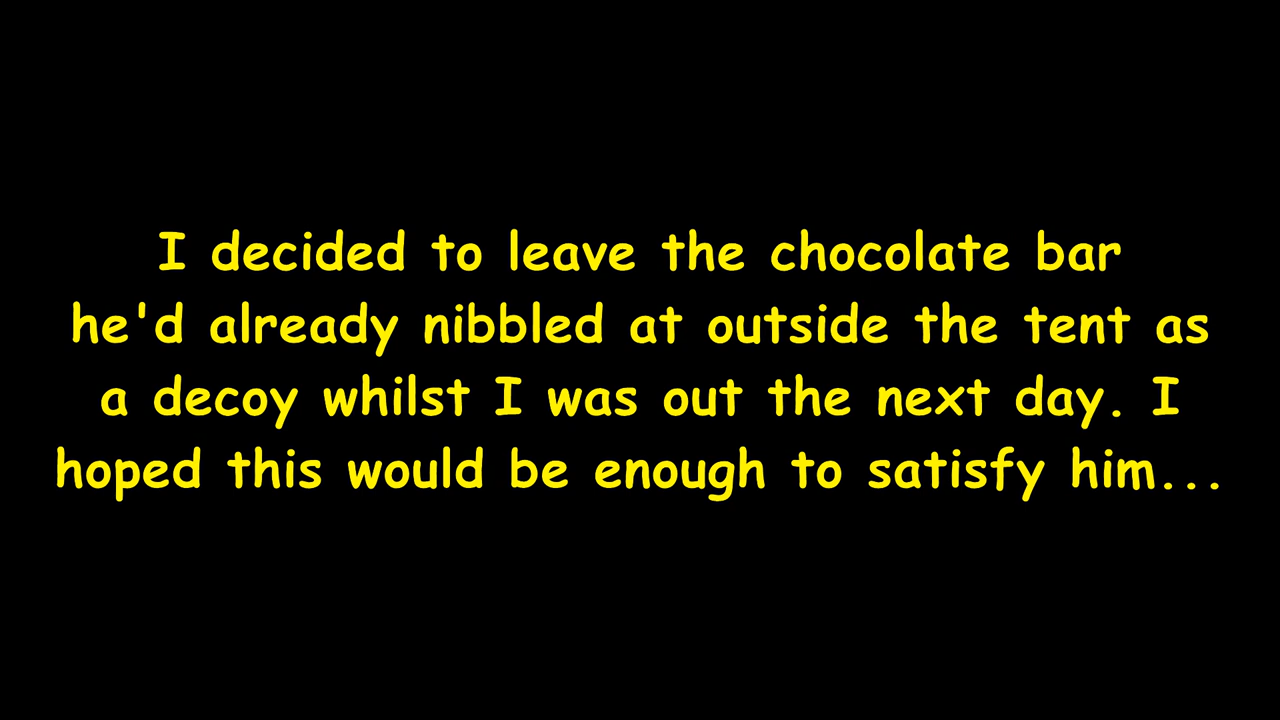 I decided to leave the chocolate bar
he'd already nibbled at outside the tent as
a decoy whilst I was out the next day. I
hoped this would be enough to satisfy him...